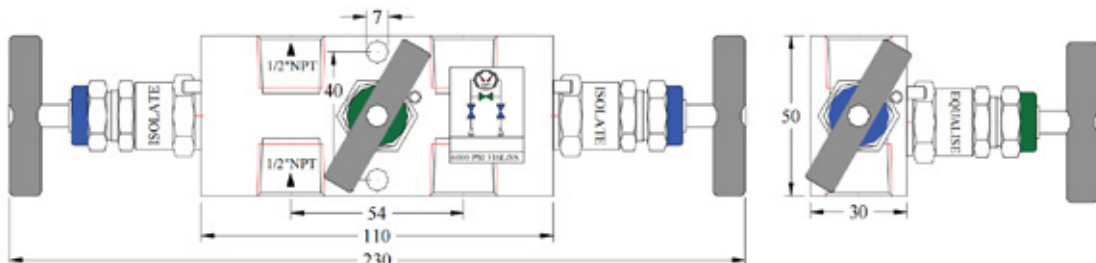 7
1/2"NPT
40
ISOLATE
ISOLATE
1/2"NPT
6000 PSI 316L/NS
54
110
230
50
EQUALISE
30